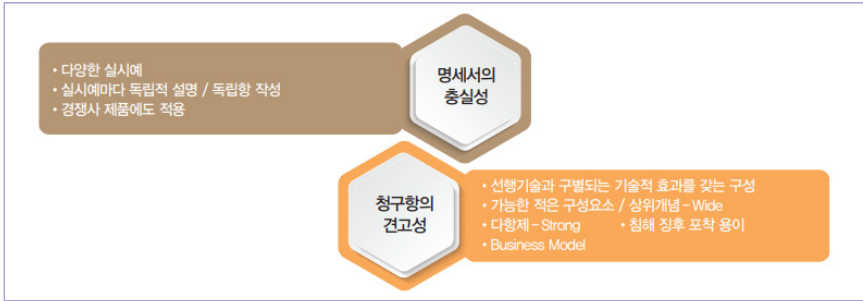 • 다양한 실시예
• 실시예마다 독립적 설명 / 독립항 작성
• 경쟁사 제품에도 적용
명세서의
충실성
청구항의
견고성
• 선행기술과 구별되는 기술적 효과를 갖는 구성
• 가능한 적은 구성요소 / 상위개념 – Wide
• 다항제 – Strong • 침해 징후 포착 용이
• Business Model